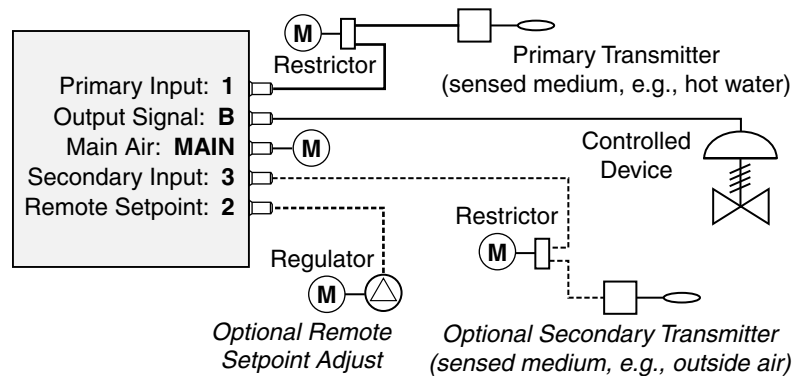 M
Restrictor
Primary Transmitter
(sensed medium, e.g., hot water)
Primary Input: 1
Output Signal: B
Main Air: MAIN
M
Secondary Input: 3
Remote Setpoint: 2
Controlled
Device
Restrictor
M
Regulator
M
Optional Remote
Setpoint Adjust
Optional Secondary Transmitter
(sensed medium, e.g., outside air)